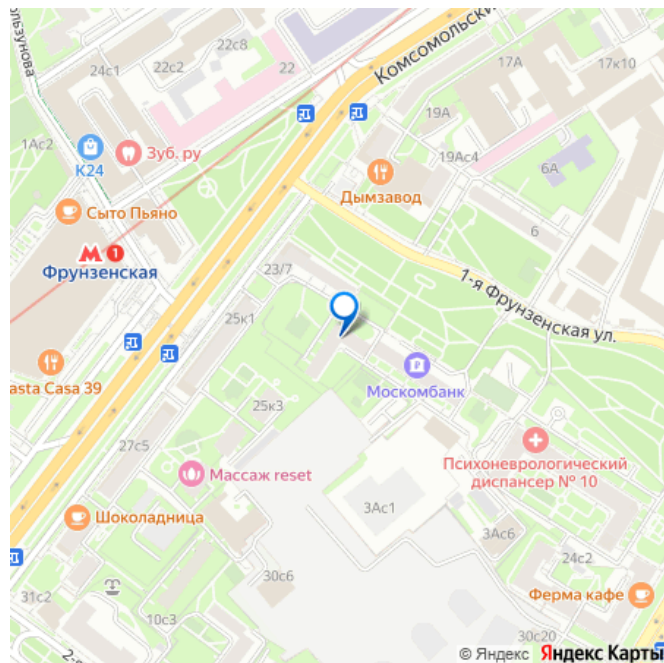 24с1
22с2
22с8
22
Комсомольский
17А
17к10
19А
1Ас2
К24
Зуб. ру
19Ас4
6А
Дымзавод
Сыто Пьяно
6
М 1
Фрунзенская
23/7
1-я Фрунзенская ул.
25к1
asta Casa 39
Москомбанк
25к3
27с5
Массаж reset
Психоневрологический
диспансер № 10
3Ас1
Шоколадница
3Ас6
24с2
30с6
31с2
Ферма кафе
10с3
30с20
2-я
© Яндекс Яндекс Карты